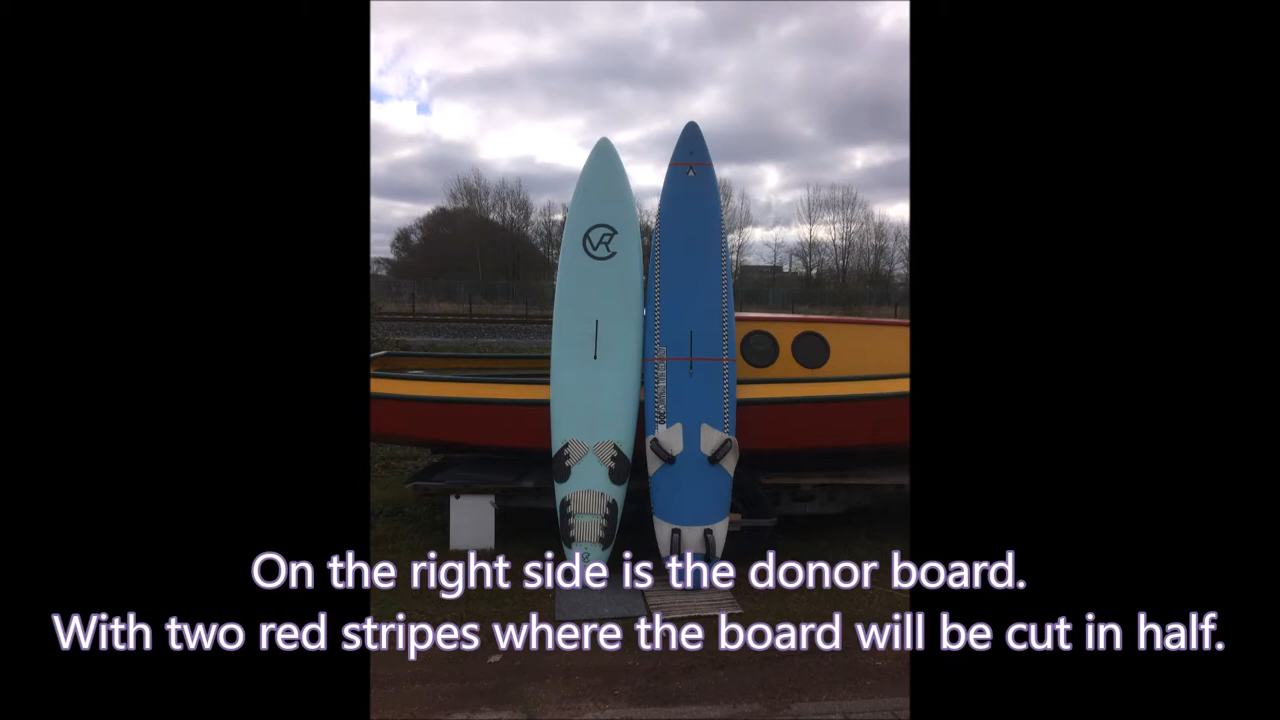 VR
On the right side is the donor board.
With two red stripes where the board will be cut in half.